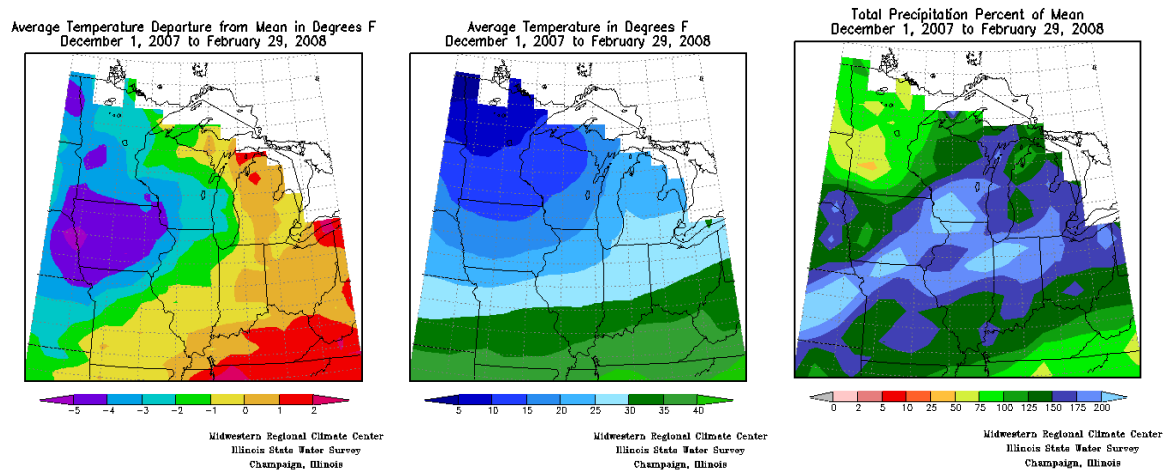 Average Temperature Departure from Mean in Degrees F
December 1, 2007 to February 29, 2008
-5 -4 -3 -2 -1 0 1 2
Midwestern Regional Climate Center
Illinois State Water Survey
Champaign, Illinois
Average Temperature in Degrees F
December 1, 2007 to February 29, 2008
5 10 15 20 25 30 35 40
Midwestern Regional Climate Center
Illinois State Water Survey
Champaign, Illinois
Total Precipitation Percent of Mean
December 1, 2007 to February 29, 2008
0 2 5 10 25 50 75 100 125 150 175 200
Midwestern Regional Climate Center
Illinois State Water Survey
Champaign, Illinois